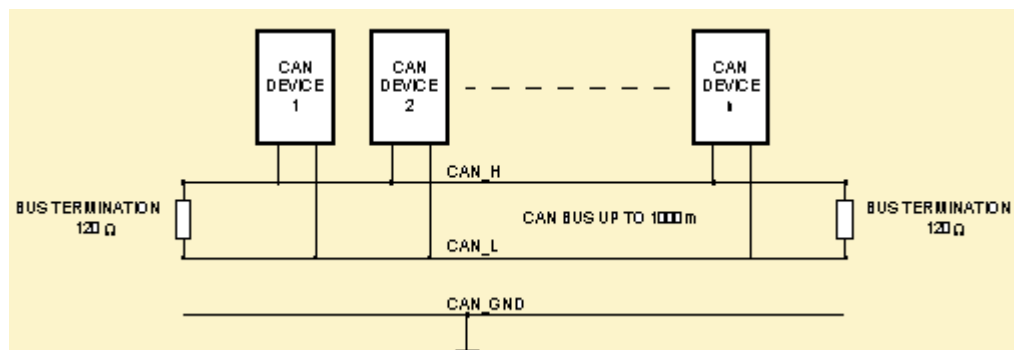 CAN
DEVICE
1
CAN
DEVICE
2
CAN
DEVICE
CAN_H
BUS TERMINATION
120 Ω
CAN BUS UP TO 1000 m
BUS TERMINATION
120 Ω
CAN_L
CAN_GND